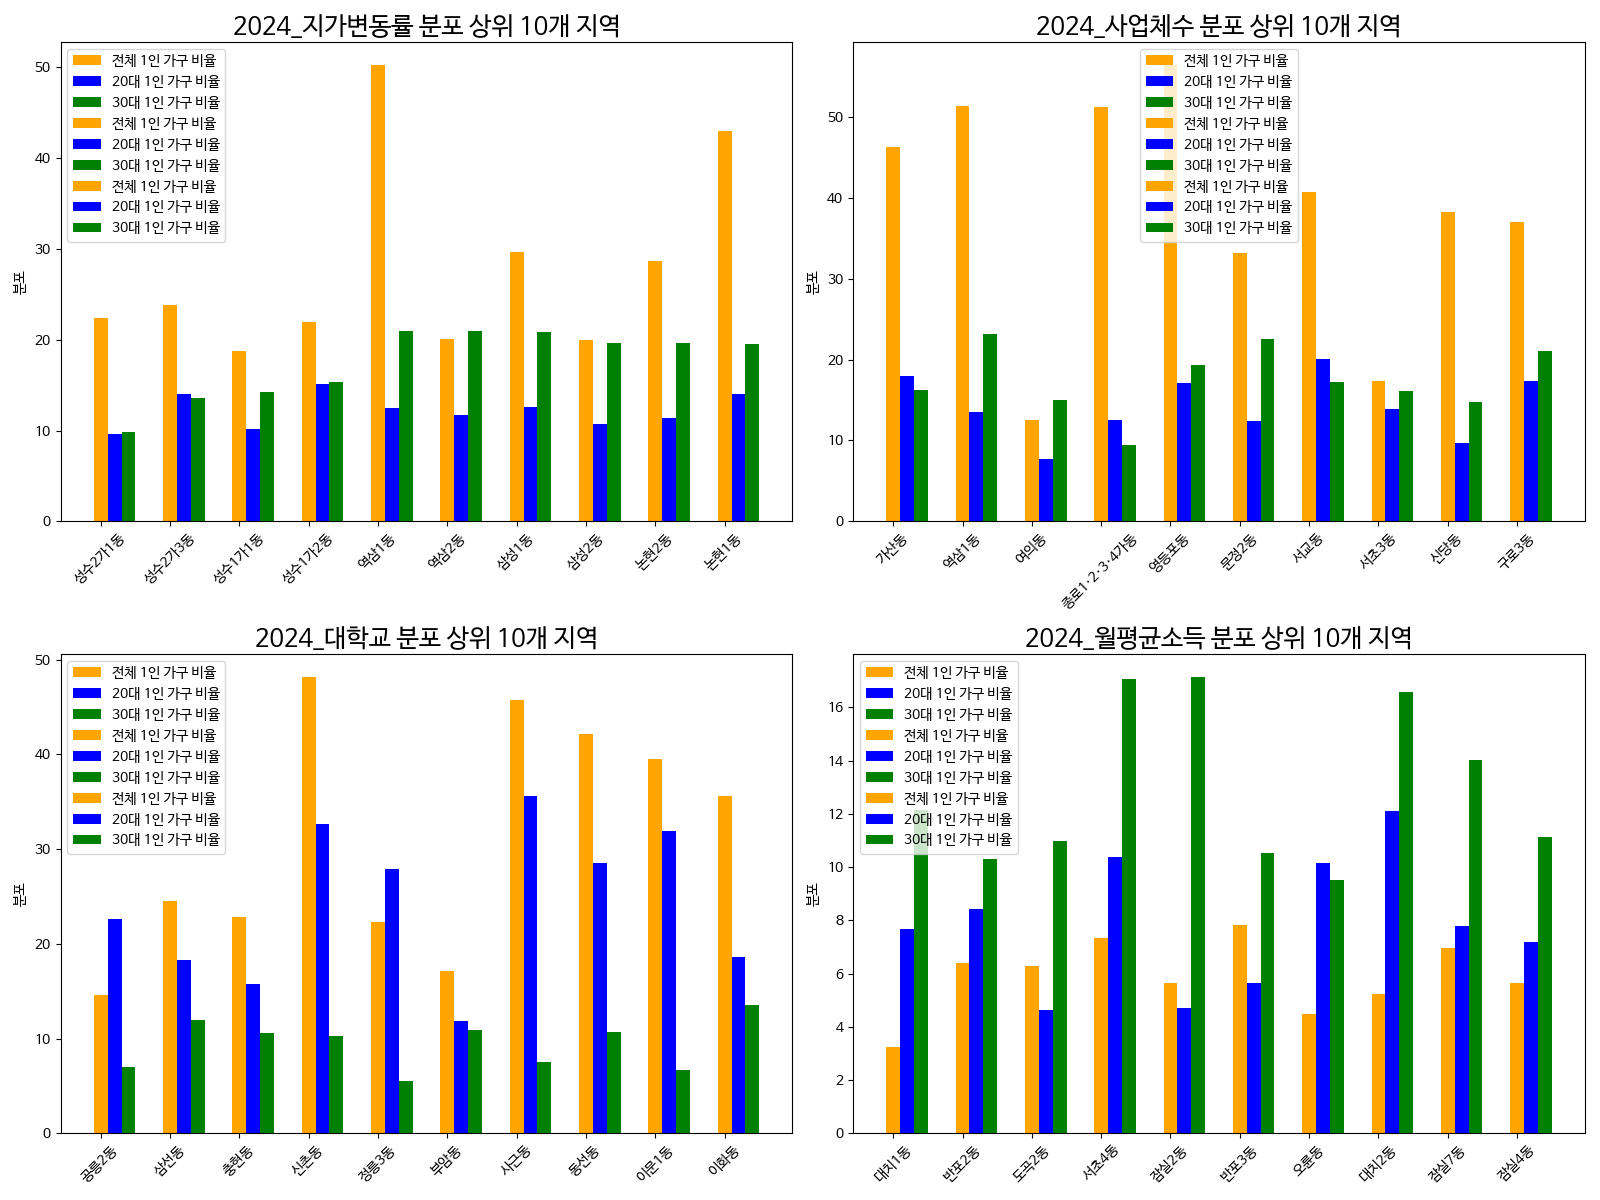 2024_지가변동률 분포 상위 10개 지역
전체 1인 가구 비율
20대 1인 가구 비율
30대 1인 가구 비율
전체 1인 가구 비율
20대 1인 가구 비율
30대 1인 가구 비율
전체 1인 가구 비율
20대 1인 가구 비율
30대 1인 가구 비율
분포
50
40
30
20
10
0
성수2가1동
성수2가3동
성수1가1동
성수1가2동
역삼1동
역삼2동
삼성1동
삼성2동
논현2동
논현1동
2024_사업체수 분포 상위 10개 지역
전체 1인 가구 비율
20대 1인 가구 비율
30대 1인 가구 비율
전체 1인 가구 비율
20대 1인 가구 비율
30대 1인 가구 비율
전체 1인 가구 비율
20대 1인 가구 비율
30대 1인 가구 비율
분포
50
40
30
20
10
0
가산동
역삼1동
여의동
종로1·2·3·4가동
영등포동
문정2동
서교동
서초3동
신당동
구로3동
2024_대학교 분포 상위 10개 지역
전체 1인 가구 비율
20대 1인 가구 비율
30대 1인 가구 비율
전체 1인 가구 비율
20대 1인 가구 비율
30대 1인 가구 비율
전체 1인 가구 비율
20대 1인 가구 비율
30대 1인 가구 비율
분포
50
40
30
20
10
0
공릉2동
삼선동
충현동
신촌동
정릉3동
부암동
사근동
동선동
이문1동
이화동
2024_월평균소득 분포 상위 10개 지역
전체 1인 가구 비율
20대 1인 가구 비율
30대 1인 가구 비율
전체 1인 가구 비율
20대 1인 가구 비율
30대 1인 가구 비율
전체 1인 가구 비율
20대 1인 가구 비율
30대 1인 가구 비율
분포
16
14
12
10
8
6
4
2
0
대치1동
반포2동
도곡2동
서초4동
잠실2동
반포3동
오륜동
대치2동
잠실7동
잠실4동